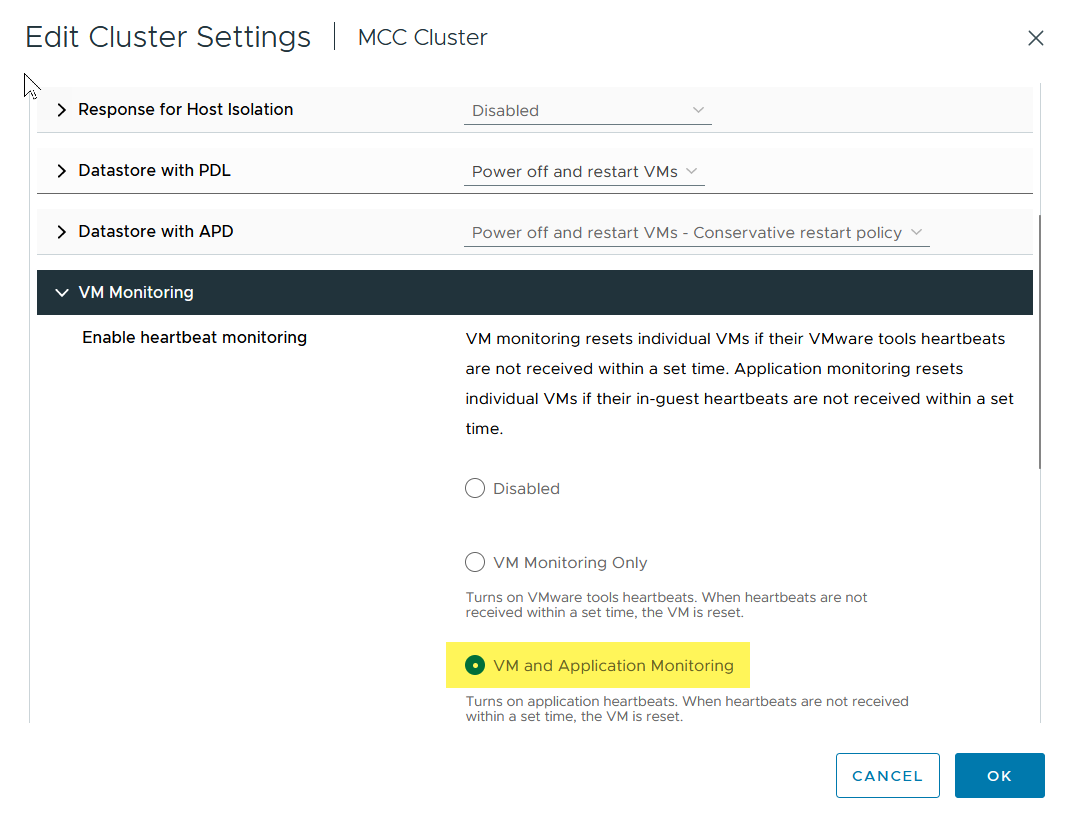 Edit Cluster Settings | MCC Cluster
Response for Host Isolation Disabled
Datastore with PDL Power off and restart VMs
Datastore with APD Power off and restart VMs - Conservative restart policy
VM Monitoring
Enable heartbeat monitoring
VM monitoring resets individual VMs if their VMware tools heartbeats
are not received within a set time. Application monitoring resets
individual VMs if their in-guest heartbeats are not received within a set
time.
Disabled
VM Monitoring Only
Turns on VMware tools heartbeats. When heartbeats are not
received within a set time, the VM is reset.
VM and Application Monitoring
Turns on application heartbeats. When heartbeats are not received
within a set time, the VM is reset.
CANCEL OK